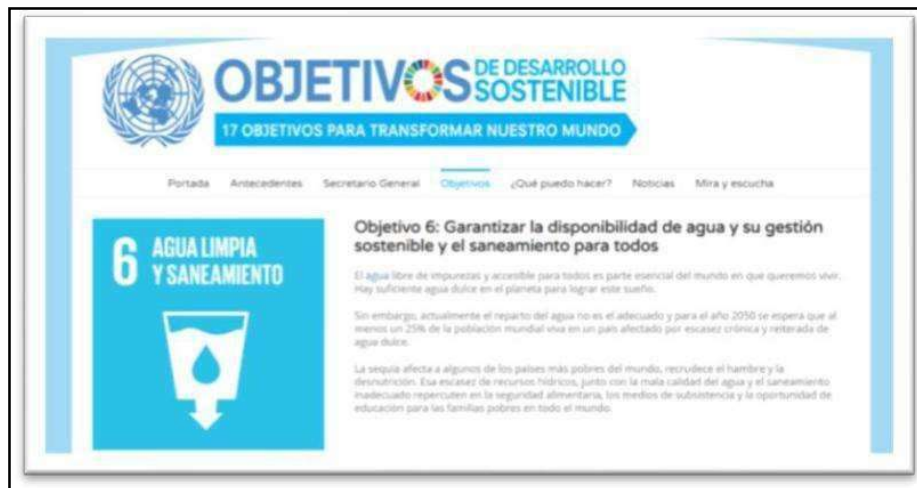 OBJETIVOS DE DESARROLLO
SOSTENIBLE
17 OBJETIVOS PARA TRANSFORMAR NUESTRO MUNDO
Portada Antecedentes Secretario General Objetivos ¿Qué puedo hacer? Noticias Mira y escucha
6 AGUA LIMPIA
Y SANEAMIENTO
Objetivo 6: Garantizar la disponibilidad de agua y su gestión
sostenible y el saneamiento para todos
El agua libre de impurezas y accesible para todos es parte esencial del mundo en que queremos vivir.
Hay suficiente agua dulce en el planeta para lograr este sueño.
Sin embargo, actualmente el reparto del agua no es el adecuado y para el año 2050 se espera que al
menos un 25% de la población mundial viva en un país afectado por escasez crónica y reiterada de
agua dulce.
La sequía afecta a algunos de los países más pobres del mundo, recrudece el hambre y la
desnutrición. Esa escasez de recursos hídricos, junto con la mala calidad del agua y el saneamiento
inadecuado repercuten en la seguridad alimentaria, los medios de subsistencia y la oportunidad de
educación para las familias pobres en todo el mundo.